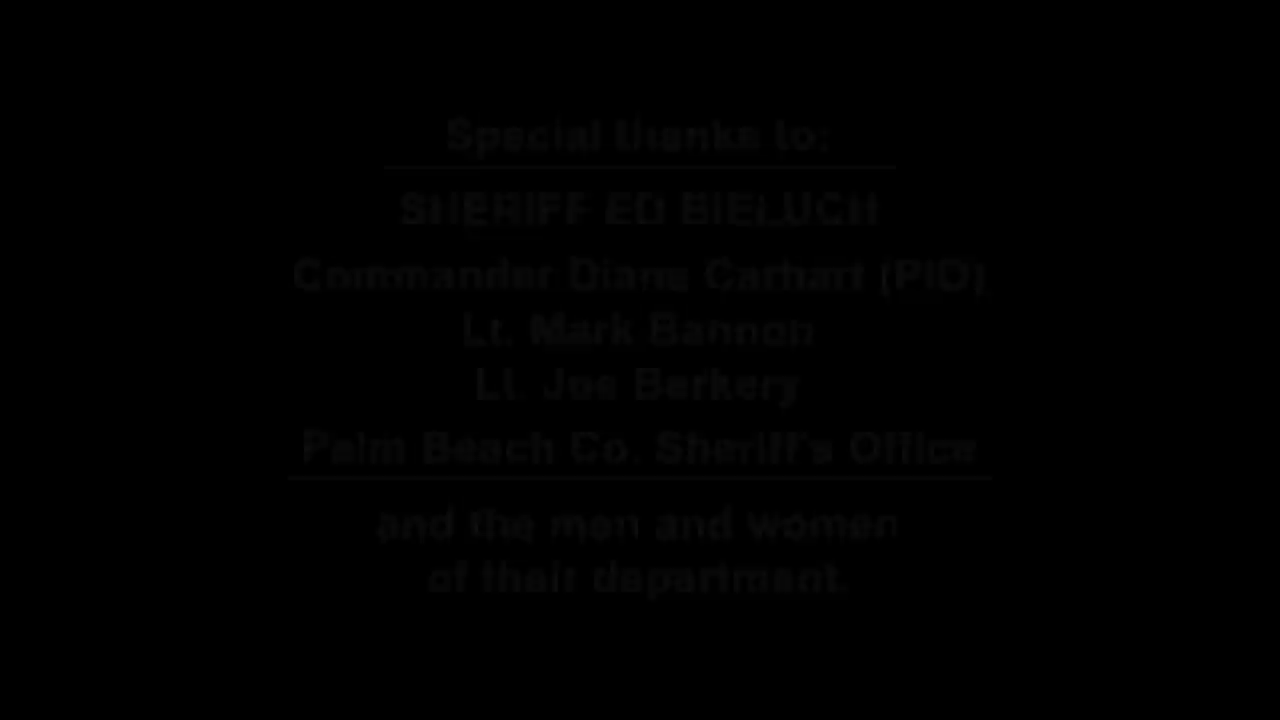 Special thanks to:
SHERIFF ED BIELUCH
Commander Diane Carhart (PIO)
Lt. Mark Bannon
Lt. Joe Berkery
Palm Beach Co. Sheriff's Office
and the men and women
of their department.